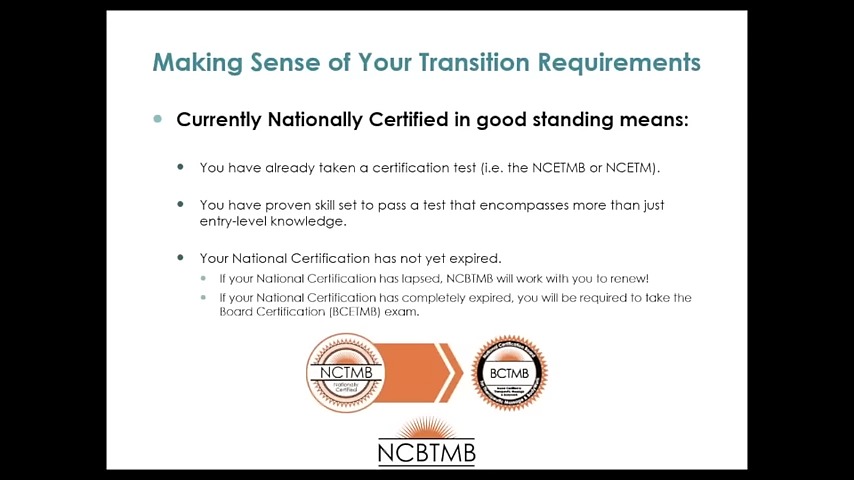 Making Sense of Your Transition Requirements
Currently Nationally Certified in good standing means:
You have already taken a certification test (i.e. the NCETMB or NCETM).
You have proven skill set to pass a test that encompasses more than just
entry-level knowledge.
Your National Certification has not yet expired.
If your National Certification has lapsed, NCBTMB will work with you to renew!
If your National Certification has completely expired, you will be required to take the
Board Certification (BCETMB) exam.
NCTMB
Nationally
Certified
BCTMB
NCBTMB